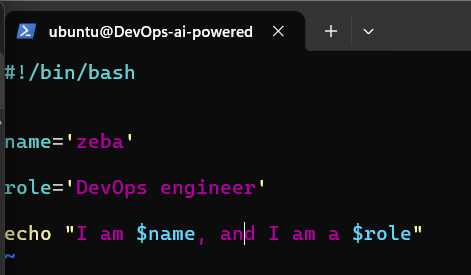 ubuntu@DevOps-ai-powered
#!/bin/bash
name='zeba'
role='DevOps engineer'
echo "I am $name, and I am a $role"
~